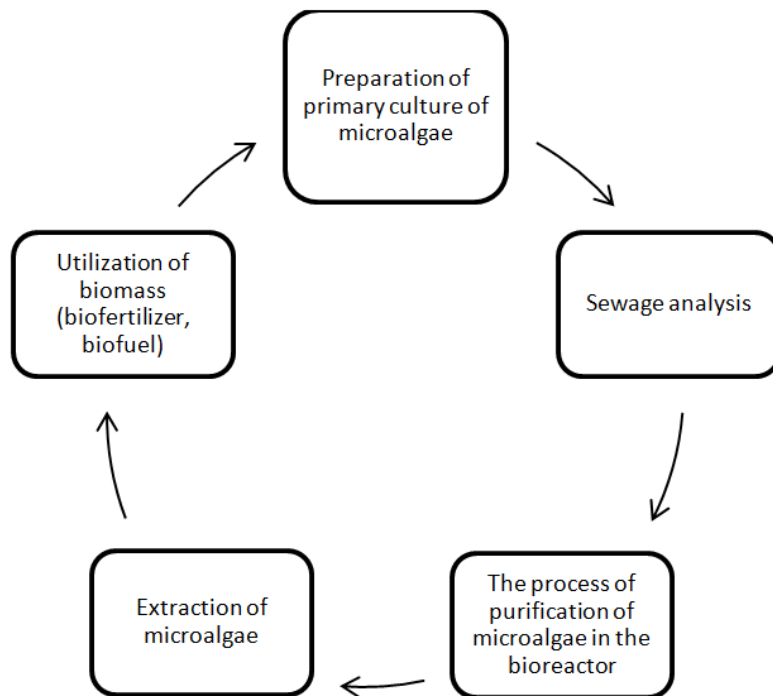 Preparation of
primary culture of
microalgae
Sewage analysis
The process of
purification of
microalgae in the
bioreactor
Extraction of
microalgae
Utilization of
biomass
(biofertilizer,
biofuel)